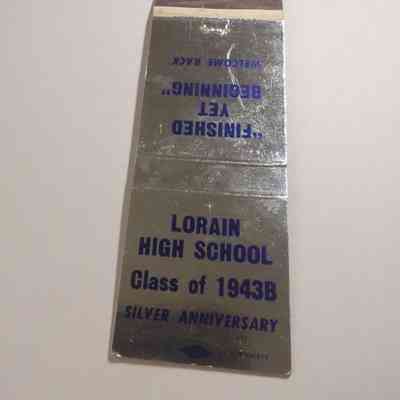 WELCOME BACK
"FINISHED
YET
BEGINNING"
LORAIN
HIGH SCHOOL
Class of 1943B
SILVER ANNIVERSARY